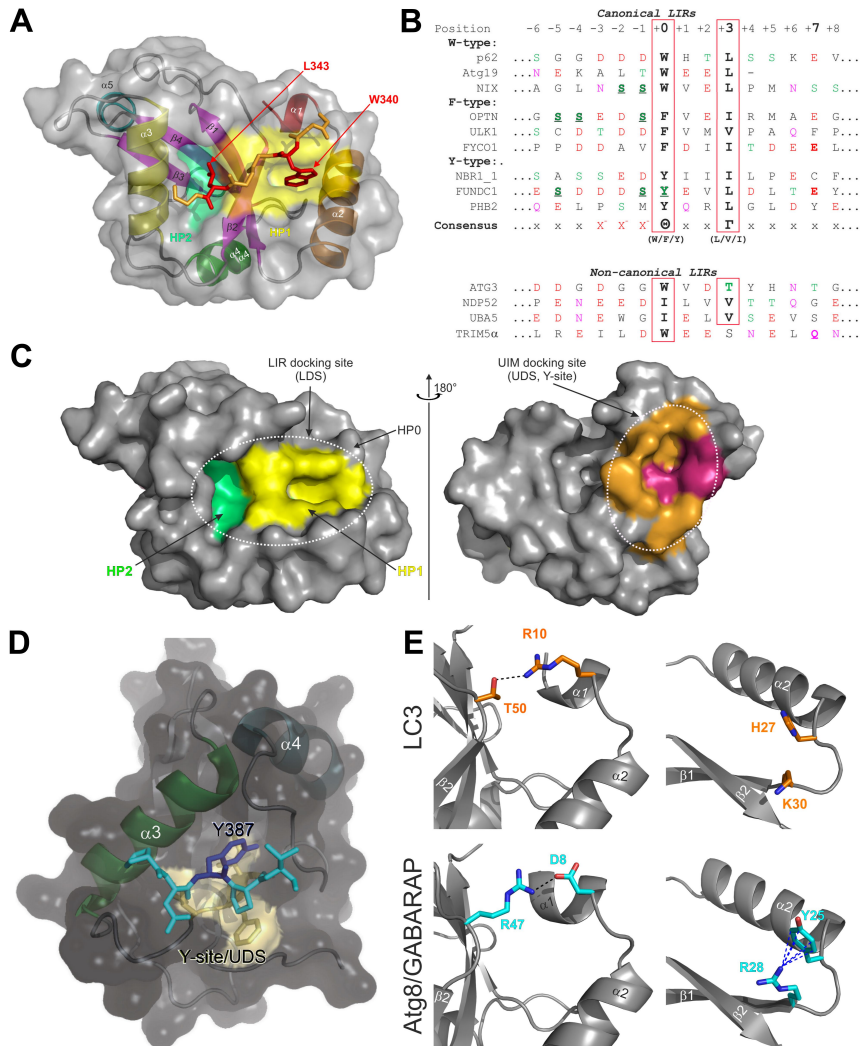 A
L343
W340
α5
α3
β4
β1
α1
β3
β2
α2
HP2
HP1
α4
α4
B
Canonical LIRs
Position -6 -5 -4 -3 -2 -1 +0 +1 +2 +3 +4 +5 +6 +7 +8
W-type:
p62 ...S G G D D D W H T L S S K E V...
Atg19 ...N E K A L T W E E L -
NIX ...A G L N S S W V E L P M N S S...
F-type:
OPTN ...G S S E D S F V E I R M A E G...
ULK1 ...S C D T D D F V M V P A Q F P...
FYCO1 ...P P D D A V F D I I T D E E L...
Y-type:.
NBR1_1 ...S A S S E D Y I I I L P E C F...
FUNDC1 ...E S D D D S Y E V L D L T E Y...
PHB2 ...Q E L P S M Y Q R L G L D Y E...
Consensus x x x X- X- X- Θ x x Γ x x x x x
(W/F/Y) (L/V/I)
Non-canonical LIRs
ATG3 ...D D G D G G W V D T Y H N T G...
NDP52 ...P E N E E D I L V V T T Q G E...
UBA5 ...E D N E W G I E L V S E V S E...
TRIM5α ...L R E I L D W E E S N E L Q N...
C
LIR docking site
(LDS)
HP0
HP2
HP1
180°
UIM docking site
(UDS, Y-site)
D
α4
α3
Y387
Y-site/UDS
E
LC3
R10
T50
α1
α2
β2
α2
H27
β1
β2
K30
Atg8/GABARAP
D8
α1
R47
α2
β2
α2
Y25
R28
β1
β2